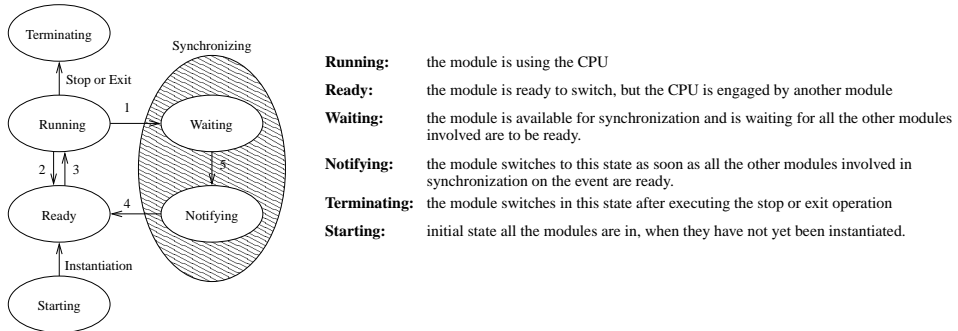 Terminating
Synchronizing
Stop or Exit
1
Running
Waiting
2
3
5
4
Ready
Notifying
Instantiation
Starting
Running: the module is using the CPU
Ready: the module is ready to switch, but the CPU is engaged by another module
Waiting: the module is available for synchronization and is waiting for all the other modules
involved are to be ready.
Notifying: the module switches to this state as soon as all the other modules involved in
synchronization on the event are ready.
Terminating: the module switches in this state after executing the stop or exit operation
Starting: initial state all the modules are in, when they have not yet been instantiated.